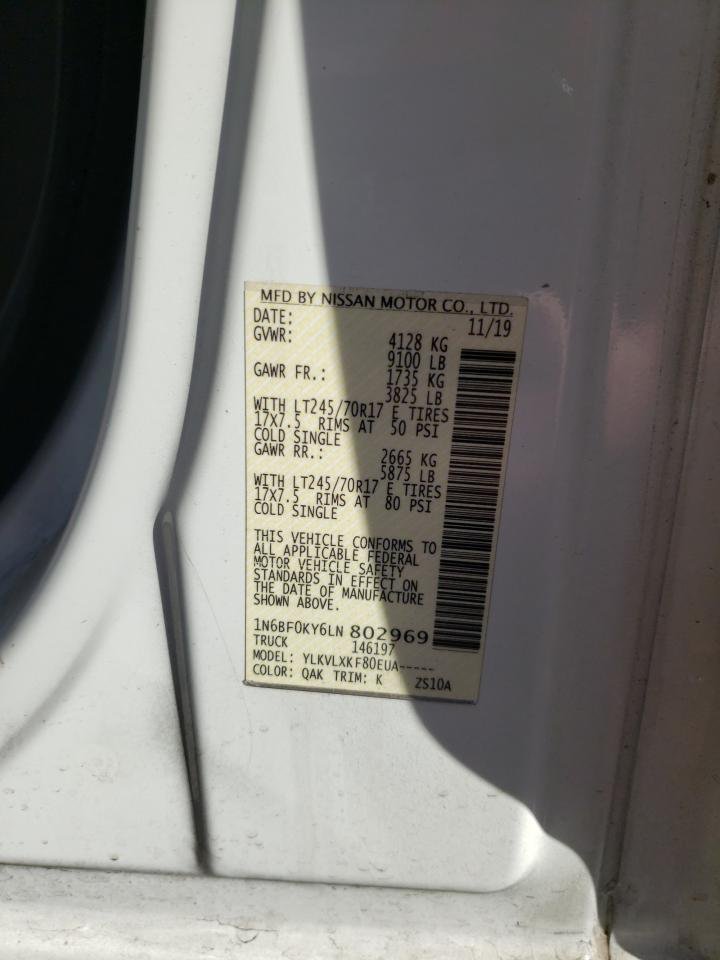 MFD BY NISSAN MOTOR CO., LTD.
DATE: 11/19
GVWR: 4128 KG
9100 LB
GAWR FR.: 1735 KG
3825 LB
WITH LT245/70R17 E TIRES
17X7.5 RIMS AT 50 PSI
COLD SINGLE
GAWR RR.: 2665 KG
5875 LB
WITH LT245/70R17 E TIRES
17X7.5 RIMS AT 80 PSI
COLD SINGLE
THIS VEHICLE CONFORMS TO
ALL APPLICABLE FEDERAL
MOTOR VEHICLE SAFETY
STANDARDS IN EFFECT ON
THE DATE OF MANUFACTURE
SHOWN ABOVE.
1N6BF0KY6LN 802969
TRUCK 146197
MODEL: YLKVLXKF80EUA-----
COLOR: QAK TRIM: K ZS10A